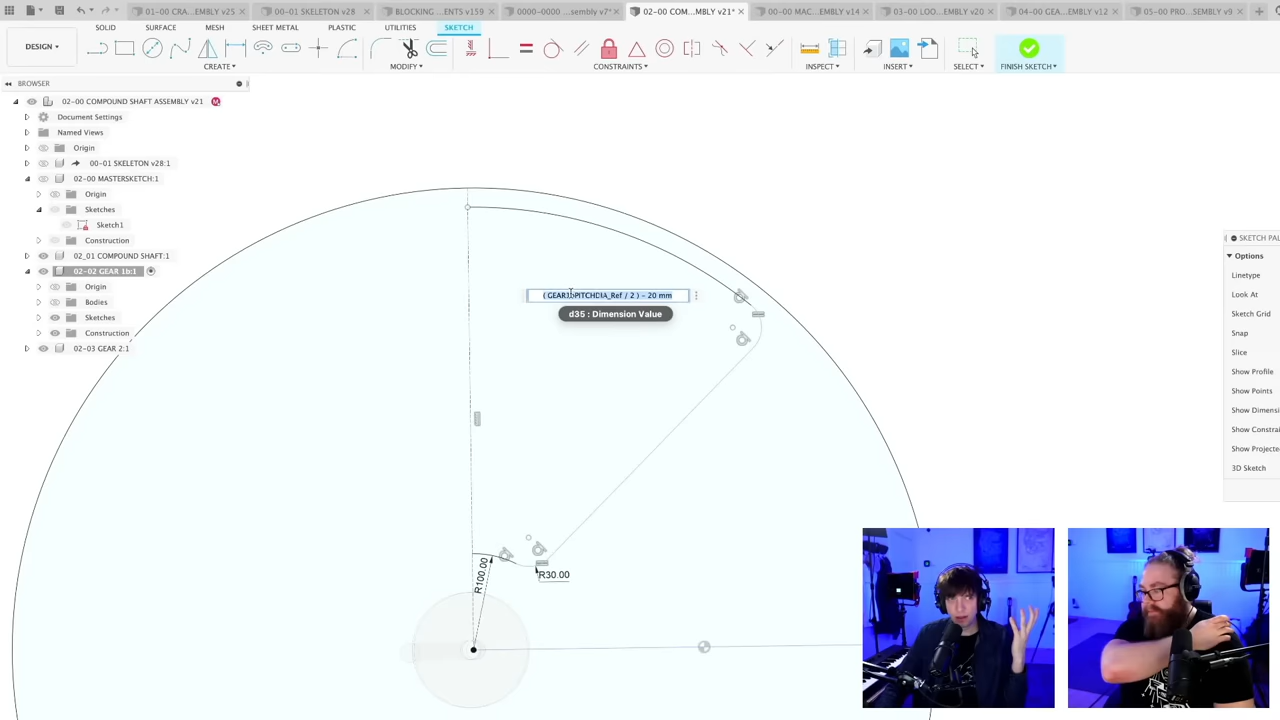 01-00 CRA...EMBLY v25
00-01 SKELETON v28
BLOCKING ...ENTS v159
0000-0000 ...sembly v7*
02-00 COM...MBLY v21*
00-00 MAC...EMBLY v14
03-00 LOO...EMBLY v20
04-00 GEA...EMBLY v12
05-00 PRO...SEMBLY v9
SOLID
SURFACE
MESH
SHEET METAL
PLASTIC
UTILITIES
SKETCH
DESIGN
CREATE
MODIFY
CONSTRAINTS
INSPECT
INSERT
SELECT
FINISH SKETCH
BROWSER
02-00 COMPOUND SHAFT ASSEMBLY v21
Document Settings
Named Views
Origin
00-01 SKELETON v28:1
02-00 MASTERSKETCH:1
Origin
Sketches
Sketch1
Construction
02_01 COMPOUND SHAFT:1
02-02 GEAR 1b:1
Origin
Bodies
Sketches
Construction
02-03 GEAR 2:1
d35 : Dimension Value
R100.00
R30.00
SKETCH PAL
Options
Linetype
Look At
Sketch Grid
Snap
Slice
Show Profile
Show Points
Show Dimensi
Show Constrai
Show Projecte
3D Sketch